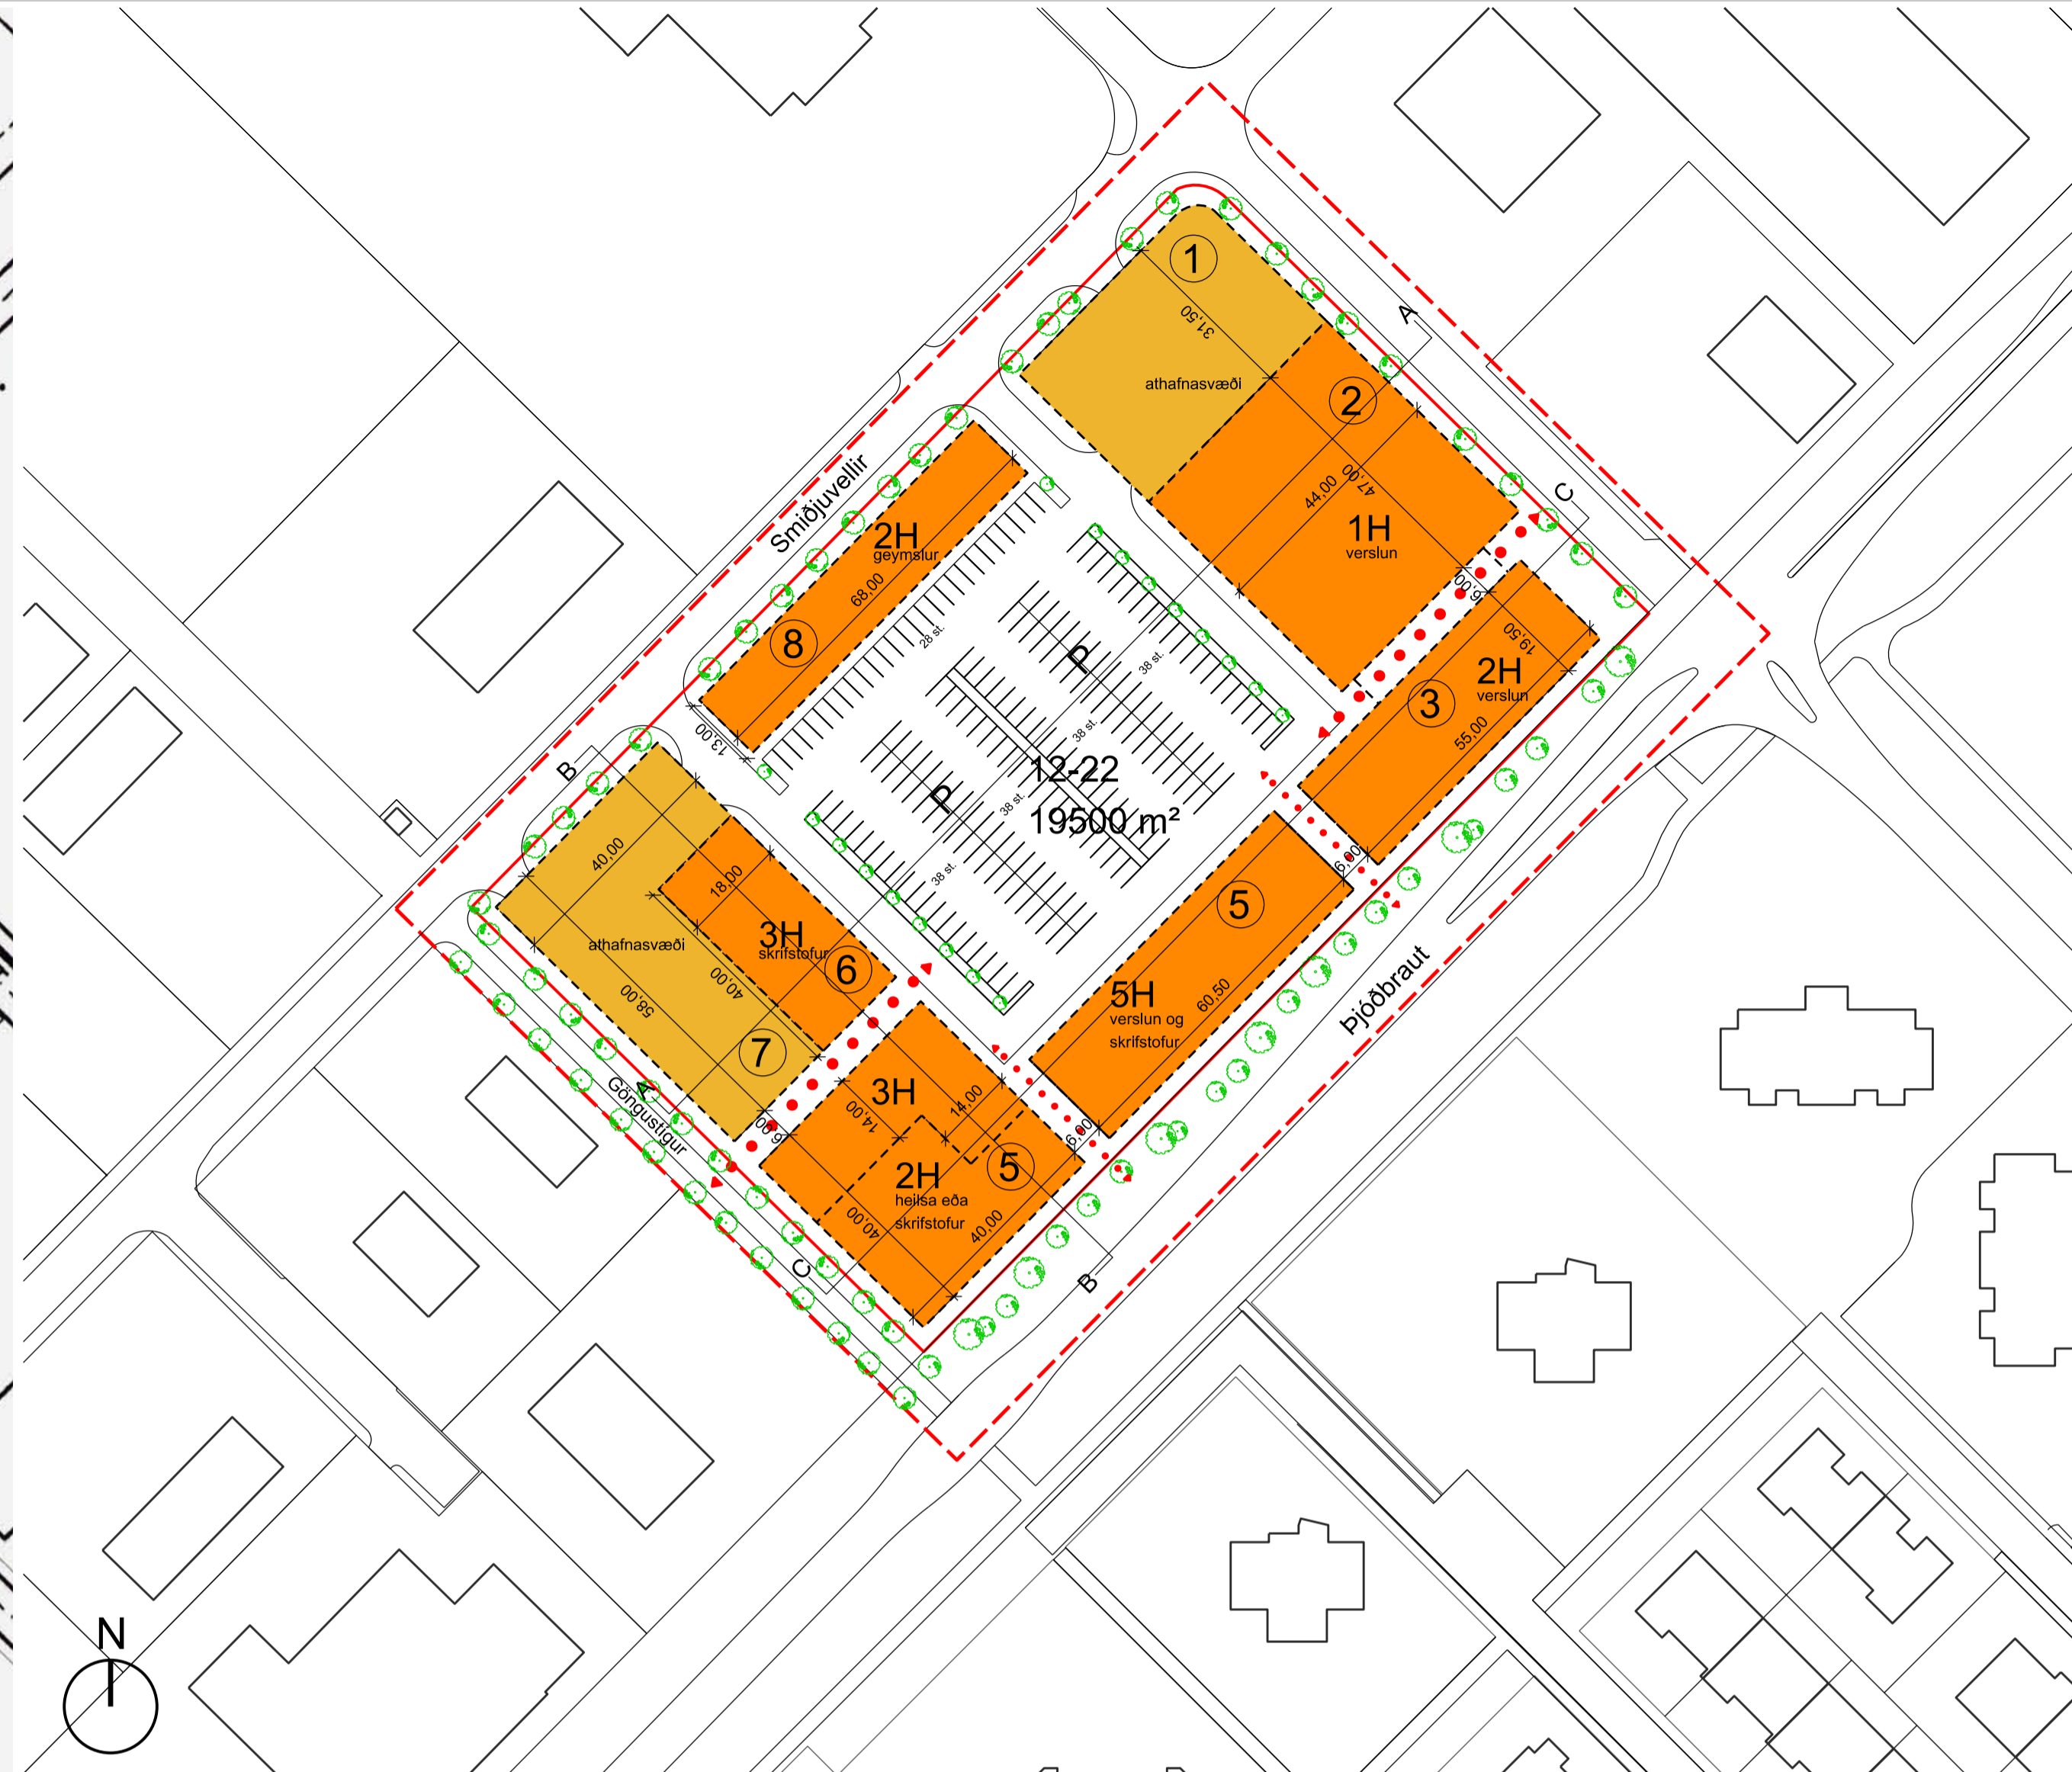 1
31,50
A
athafnasvæði
2
C
44,00
47,00
1H
verslun
Smiðjuvellir
2H
geymslur
68,00
6,00
19,50
2H
verslun
8
28 st.
P
38 st.
3
55,00
13,00
38 st.
B
12-22
P
38 st.
19500 m²
40,00
6,00
38 st.
18,00
5
3H
skrifstofur
athafnasvæði
6
40,00
58,00
5H
verslun og
skrifstofur
60,50
Þjóðbraut
7
A
3H
14,00
14,00
Göngustígur
6,00
6,00
5
2H
heilsa eða
skrifstofur
40,00
40,00
C
B
N